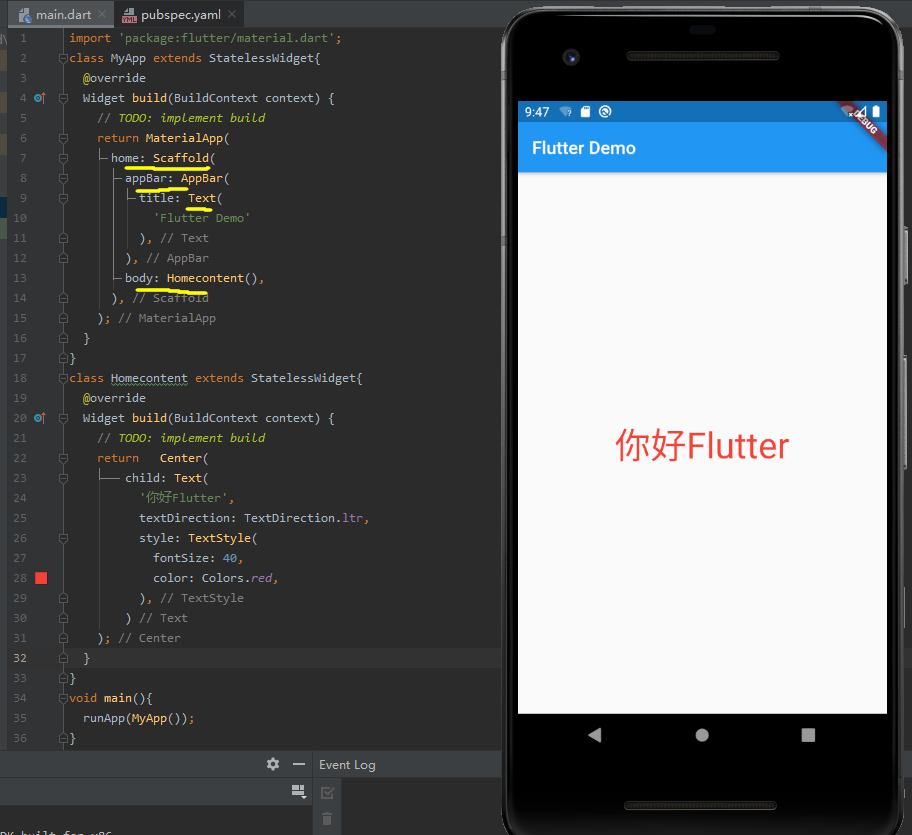 main.dart
pubspec.yaml
1 import 'package:flutter/material.dart';
2 class MyApp extends StatelessWidget{
3 @override
4 Widget build(BuildContext context) {
5 // TODO: implement build
6 return MaterialApp(
7 home: Scaffold(
8 appBar: AppBar(
9 title: Text(
10 'Flutter Demo'
11 ), // Text
12 ), // AppBar
13 body: Homecontent(),
14 ), // Scaffold
15 ); // MaterialApp
16 }
17 }
18 class Homecontent extends StatelessWidget{
19 @override
20 Widget build(BuildContext context) {
21 // TODO: implement build
22 return Center(
23 child: Text(
24 '你好Flutter',
25 textDirection: TextDirection.ltr,
26 style: TextStyle(
27 fontSize: 40,
28 color: Colors.red,
29 ), // TextStyle
30 ) // Text
31 ); // Center
32 }
33 }
34 void main(){
35 runApp(MyApp());
36 }
Event Log
9:47
DEBUG
Flutter Demo
你好Flutter